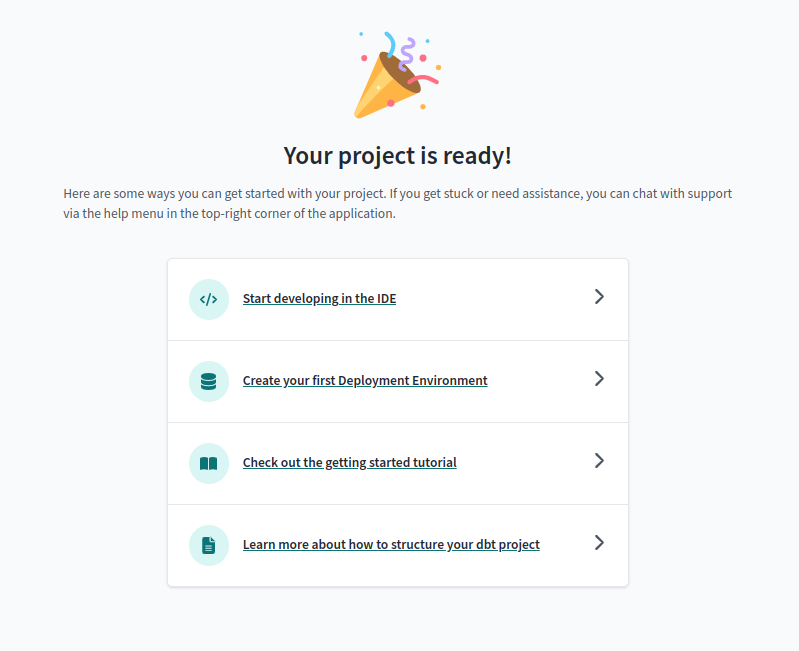 Your project is ready!
Here are some ways you can get started with your project. If you get stuck or need assistance, you can chat with support
via the help menu in the top-right corner of the application.
Start developing in the IDE
Create your first Deployment Environment
Check out the getting started tutorial
Learn more about how to structure your dbt project